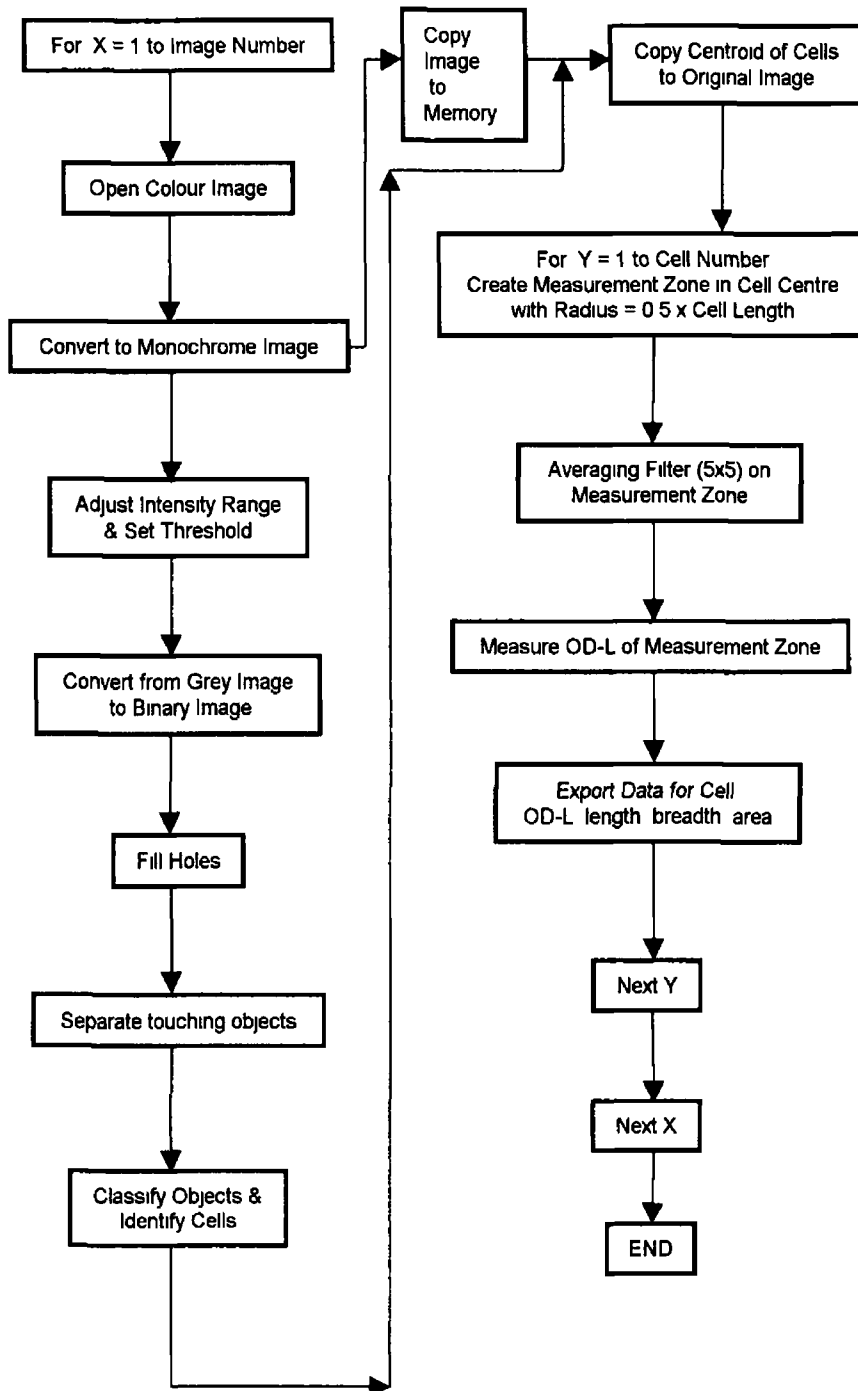 For X = 1 to Image Number
Open Colour Image
Convert to Monochrome Image
Adjust Intensity Range
& Set Threshold
Convert from Grey Image
to Binary Image
Fill Holes
Separate touching objects
Classify Objects &
Identify Cells
Copy
Image
to
Memory
Copy Centroid of Cells
to Original Image
For Y = 1 to Cell Number
Create Measurement Zone in Cell Centre
with Radius = 0 5 x Cell Length
Averaging Filter (5x5) on
Measurement Zone
Measure OD-L of Measurement Zone
Export Data for Cell
OD-L length breadth area
Next Y
Next X
END